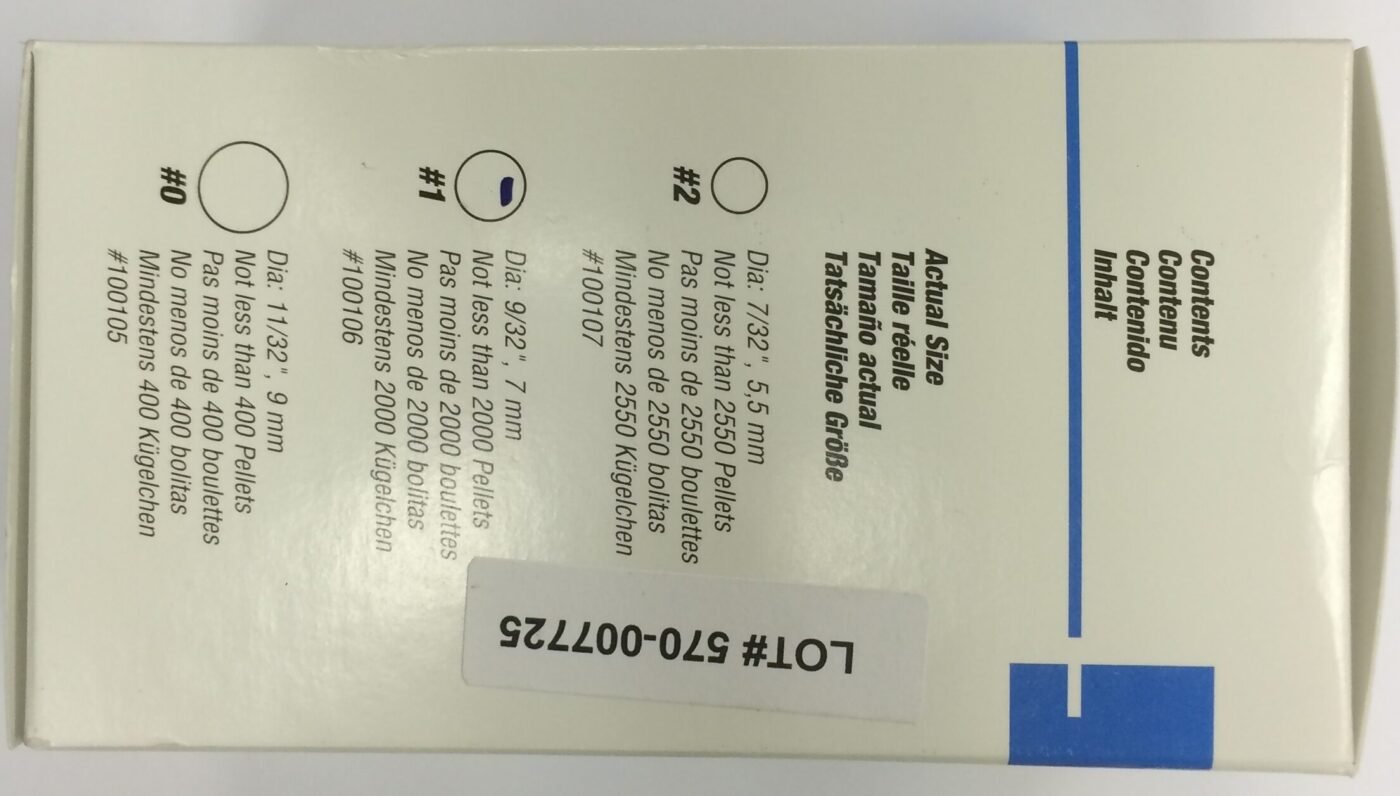 Contents
Contenu
Contenido
Inhalt
Actual Size
Taille réelle
Tamaño actual
Tatsächliche Größe
#2
Dia: 7/32", 5,5 mm
Not less than 2550 Pellets
Pas moins de 2550 boulettes
No menos de 2550 bolitas
Mindestens 2550 Kügelchen
#100107
#1
Dia: 9/32", 7 mm
Not less than 2000 Pellets
Pas moins de 2000 boulettes
No menos de 2000 bolitas
Mindestens 2000 Kügelchen
#100106
#0
Dia: 11/32", 9 mm
Not less than 400 Pellets
Pas moins de 400 boulettes
No menos de 400 bolitas
Mindestens 400 Kügelchen
#100105
LOT# 570-007725